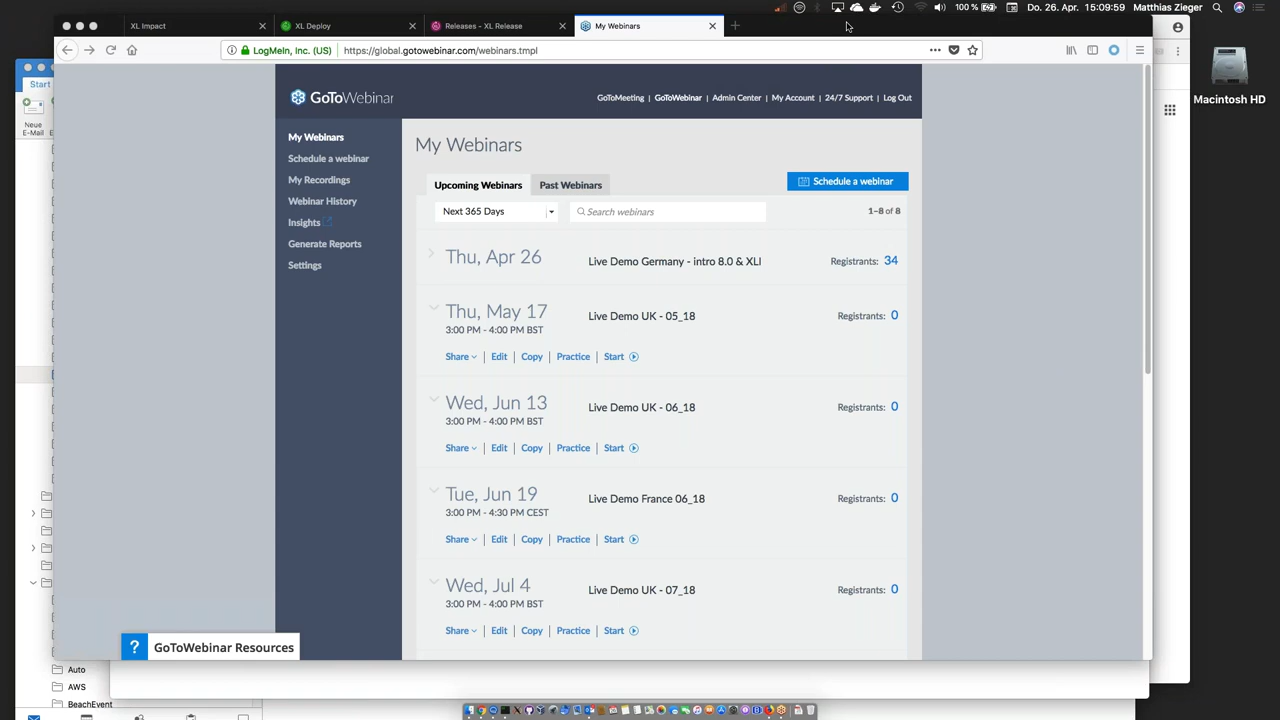 100% Do. 26. Apr. 15:09:59 Matthias Zieger
XL Impact
XL Deploy
Releases - XL Release
My Webinars
LogMeIn, Inc. (US) https://global.gotowebinar.com/webinars.tmpl
Start
Neue
E-Mail
Macintosh HD
GoToWebinar
GoToMeeting GoToWebinar Admin Center My Account 24/7 Support Log Out
My Webinars
Schedule a webinar
My Recordings
Webinar History
Insights
Generate Reports
Settings
My Webinars
Upcoming Webinars Past Webinars
Schedule a webinar
Next 365 Days Search webinars 1–8 of 8
Thu, Apr 26 Live Demo Germany - intro 8.0 & XLI Registrants: 34
Thu, May 17 Live Demo UK - 05_18 Registrants: 0
3:00 PM - 4:00 PM BST
Share Edit Copy Practice Start
Wed, Jun 13 Live Demo UK - 06_18 Registrants: 0
3:00 PM - 4:00 PM BST
Share Edit Copy Practice Start
Tue, Jun 19 Live Demo France 06_18 Registrants: 0
3:00 PM - 4:30 PM CEST
Share Edit Copy Practice Start
Wed, Jul 4 Live Demo UK - 07_18 Registrants: 0
3:00 PM - 4:00 PM BST
Share Edit Copy Practice Start
? GoToWebinar Resources
Auto
AWS
BeachEvent